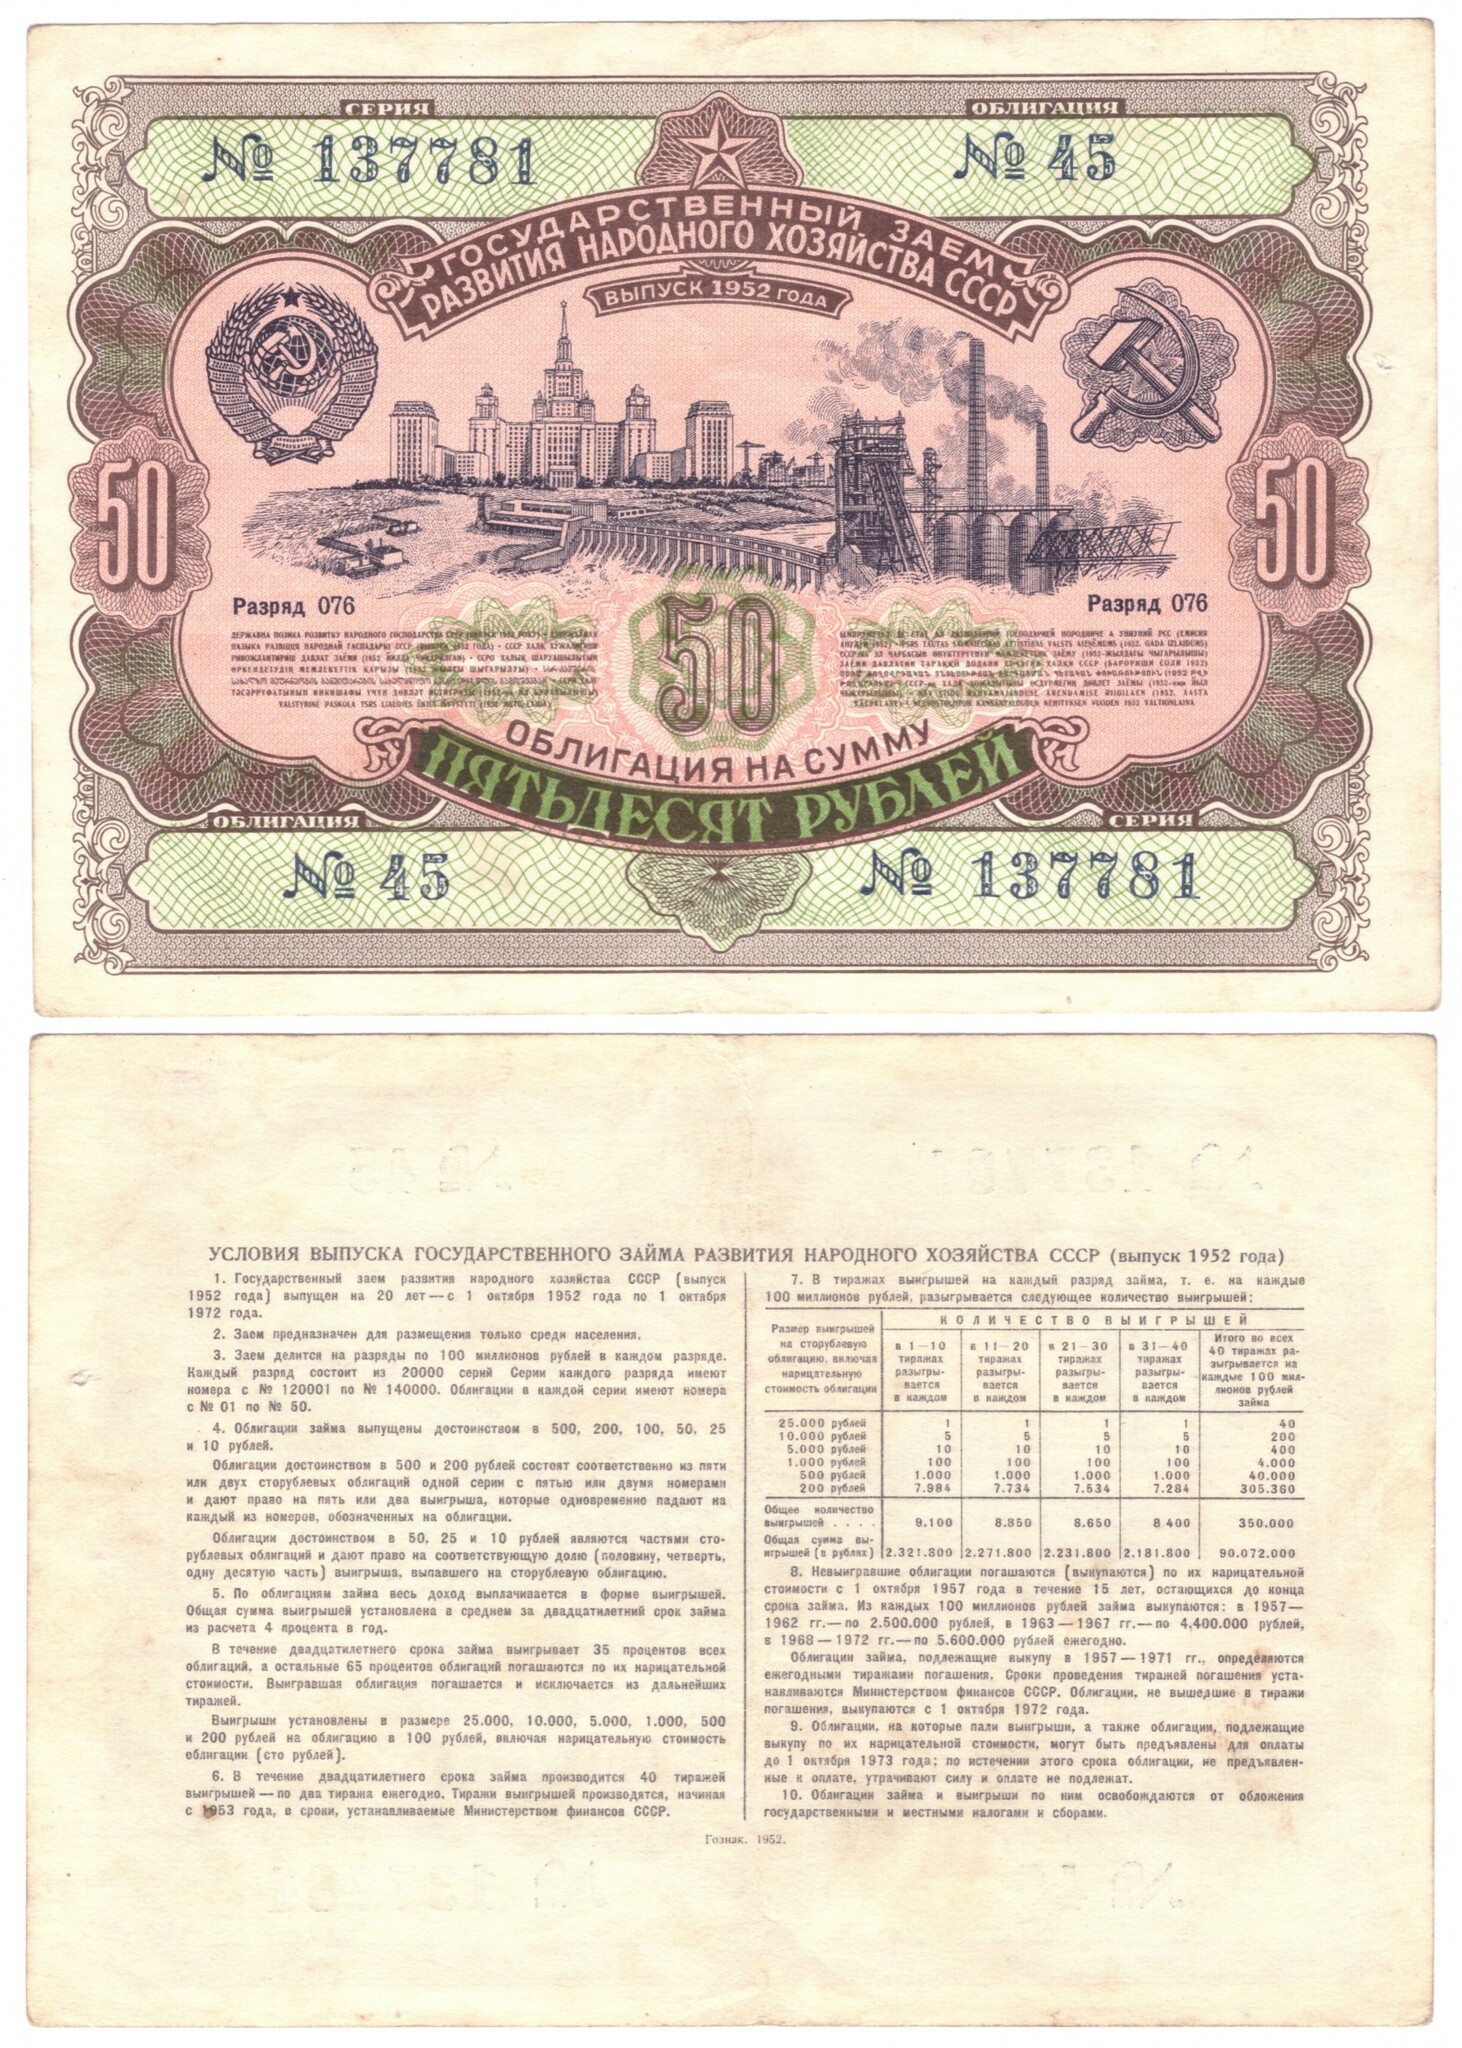 СЕРИЯ
ОБЛИГАЦИЯ
№ 137781
№ 45
ГОСУДАРСТВЕННЫЙ ЗАЕМ
РАЗВИТИЯ НАРОДНОГО ХОЗЯЙСТВА СССР
ВЫПУСК 1952 ГОДА
50
50
Разряд 076
Разряд 076
50
ОБЛИГАЦИЯ НА СУММУ
ПЯТЬДЕСЯТ РУБЛЕЙ
ОБЛИГАЦИЯ
СЕРИЯ
№ 45
№ 137781
УСЛОВИЯ ВЫПУСКА ГОСУДАРСТВЕННОГО ЗАЙМА РАЗВИТИЯ НАРОДНОГО ХОЗЯЙСТВА СССР (выпуск 1952 года)
1. Государственный заем развития народного хозяйства СССР (выпуск
1952 года) выпущен на 20 лет—с 1 октября 1952 года по 1 октября
1972 года.
2. Заем предназначен для размещения только среди населения.
3. Заем делится на разряды по 100 миллионов рублей в каждом разряде.
Каждый разряд состоит из 20000 серий Серии каждого разряда имеют
номера с № 120001 по № 140000. Облигации в каждой серии имеют номера
с № 01 по № 50.
4. Облигации займа выпущены достоинством в 500, 200, 100, 50, 25
и 10 рублей.
Облигации достоинством в 500 и 200 рублей состоят соответственно из пяти
или двух сторублевых облигаций одной серии с пятью или двумя номерами
и дают право на пять или два выигрыша, которые одновременно падают на
каждый из номеров, обозначенных на облигации.
Облигации достоинством в 50, 25 и 10 рублей являются частями сто-
рублевых облигаций и дают право на соответствующую долю (половину, четверть,
одну десятую часть) выигрыша, выпавшего на сторублевую облигацию.
5. По облигациям займа весь доход выплачивается в форме выигрышей.
Общая сумма выигрышей установлена в среднем за двадцатилетний срок займа
из расчета 4 процента в год.
В течение двадцатилетнего срока займа выигрывает 35 процентов всех
облигаций, а остальные 65 процентов облигаций погашаются по их нарицательной
стоимости. Выигравшая облигация погашается и исключается из дальнейших
тиражей.
Выигрыши установлены в размере 25.000, 10.000, 5.000, 1.000, 500
и 200 рублей на облигацию в 100 рублей, включая нарицательную стоимость
облигации (сто рублей).
6. В течение двадцатилетнего срока займа производится 40 тиражей
выигрышей—по два тиража ежегодно. Тиражи выигрышей производятся, начиная
с 1953 года, в сроки, устанавливаемые Министерством финансов СССР.
7. В тиражах выигрышей на каждый разряд займа, т. е. на каждые
100 миллионов рублей, разыгрывается следующее количество выигрышей:
Размер выигрышей на сторублевую облигацию, включая нарицательную стоимость облигации
КОЛИЧЕСТВО ВЫИГРЫШЕЙ
в 1—10 тиражах разыгры- вается в каждом
в 11—20 тиражах разыгры- вается в каждом
в 21—30 тиражах разыгры- вается в каждом
в 31—40 тиражах разыгры- вается в каждом
Итого во всех 40 тиражах ра- зыгрывается на каждые 100 мил- лионов рублей займа
25.000 рублей 1 1 1 1 40
10.000 рублей 5 5 5 5 200
5.000 рублей 10 10 10 10 400
1.000 рублей 100 100 100 100 4.000
500 рублей 1.000 1.000 1.000 1.000 40.000
200 рублей 7.984 7.734 7.534 7.284 305.360
Общее количество
выигрышей . . . . 9.100 8.850 8.650 8 400 350.000
Общая сумма вы-
игрышей (в рублях) 2.321.800 2.271.800 2.231.800 2.181.800 90.072.000
8. Невыигравшие облигации погашаются (выкупаются) по их нарицательной
стоимости с 1 октября 1957 года в течение 15 лет, остающихся до конца
срока займа. Из каждых 100 миллионов рублей займа выкупаются: в 1957—
1962 гг.—по 2.500.000 рублей, в 1963—1967 гг.—по 4,400.000 рублей,
в 1968—1972 гг.—по 5.600.000 рублей ежегодно.
Облигации займа, подлежащие выкупу в 1957—1971 гг., определяются
ежегодными тиражами погашения. Сроки проведения тиражей погашения уста-
навливаются Министерством финансов СССР. Облигации, не вышедшие в тиражи
погашения, выкупаются с 1 октября 1972 года.
9. Облигации, на которые пали выигрыши, а также облигации, подлежащие
выкупу по их нарицательной стоимости, могут быть предъявлены для оплаты
до 1 октября 1973 года; по истечении этого срока облигации, не предъявлен-
ные к оплате, утрачивают силу и оплате не подлежат.
10. Облигации займа и выигрыши по ним освобождаются от обложения
государственными и местными налогами и сборами.
Гознак. 1952.